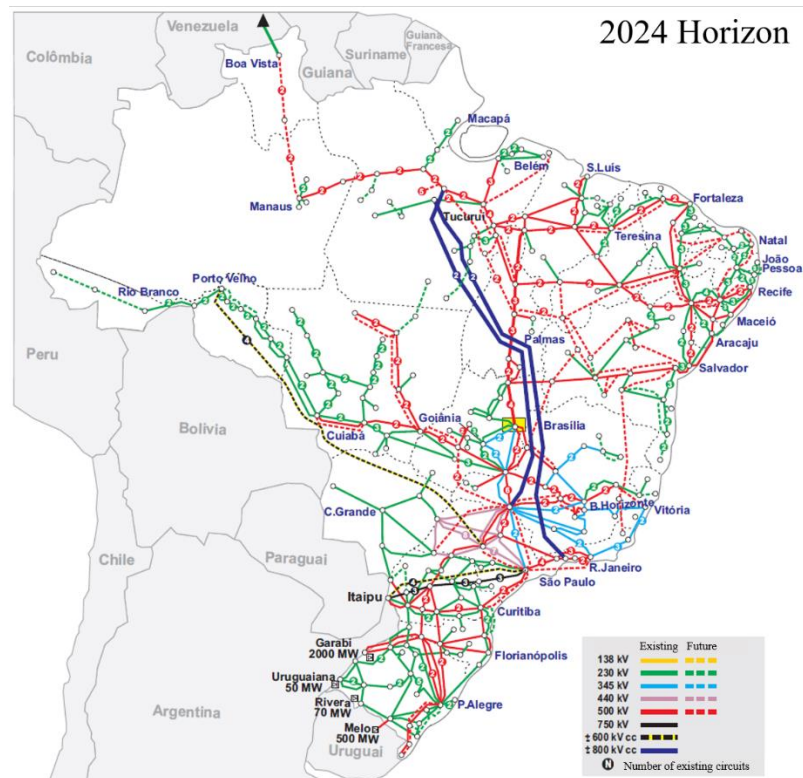 2024 Horizon
Venezuela
Guiana
Francesa
Suriname
Colômbia
Boa Vista
Guiana
Macapá
Belém
S.Luís
Manaus
Fortaleza
Tucuruí
Teresina
Natal
João
Pessoa
Porto Velho
Rio Branco
Recife
Maceió
Palmas
Aracaju
Peru
Salvador
Bolívia
Goiânia
Brasília
Cuiabá
B.Horizonte
C.Grande
Vitória
Paraguai
Chile
R.Janeiro
São Paulo
Itaipu
Curitiba
Garabi
2000 MW
Florianópolis
Uruguaiana
50 MW
Rivera
70 MW
P.Alegre
Argentina
Melo
500 MW
Uruguai
Existing Future
138 kV
230 kV
345 kV
440 kV
500 kV
750 kV
±600 kV cc
±800 kV cc
N Number of existing circuits